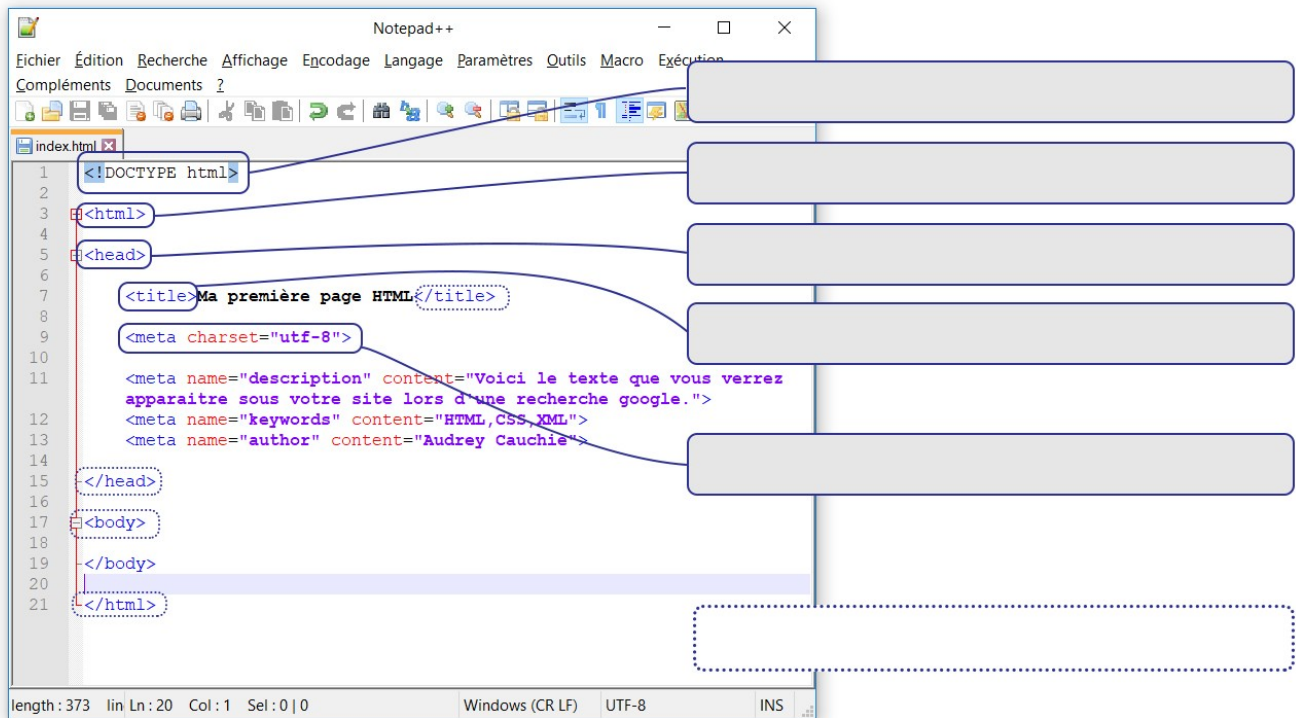 Notepad++
Fichier Édition Recherche Affichage Encodage Langage Paramètres Outils Macro Exécution
Compléments Documents ?
index.html
1 <!DOCTYPE html>
2
3 <html>
4
5 <head>
6
7 <title>Ma première page HTML</title>
8
9 <meta charset="utf-8">
10
11 <meta name="description" content="Voici le texte que vous verrez
apparaitre sous votre site lors d'une recherche google.">
12 <meta name="keywords" content="HTML,CSS,XML">
13 <meta name="author" content="Audrey Cauchie">
14
15 </head>
16
17 <body>
18
19 </body>
20
21 </html>
length : 373 lin Ln : 20 Col : 1 Sel : 0 | 0 Windows (CR LF) UTF-8 INS